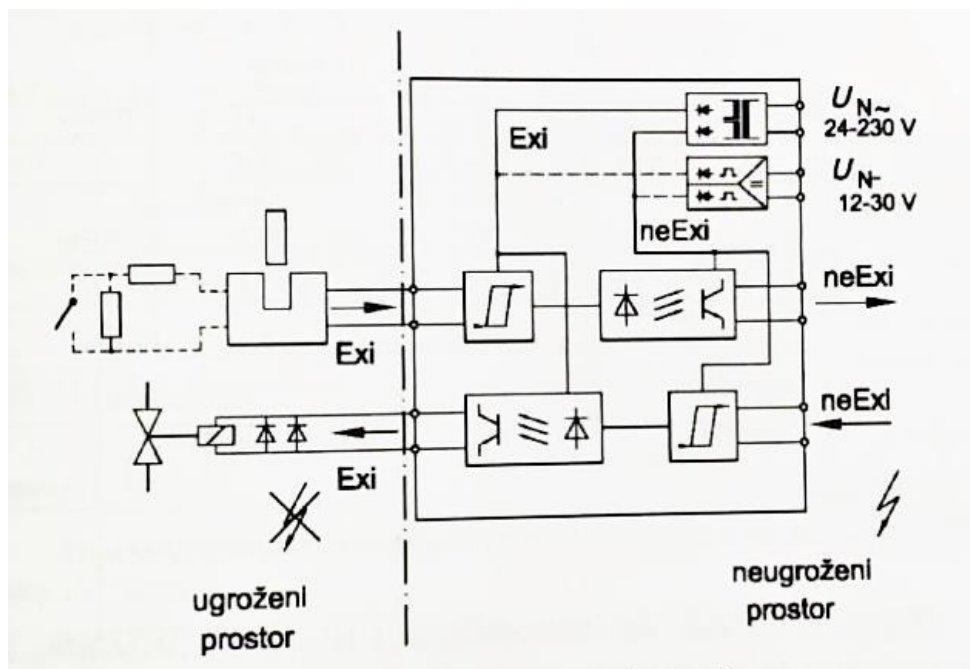 U N~
24-230 V
Exi
U N-
12-30 V
neExi
neExi
Exi
neExi
Exi
ugroženi
prostor
neugroženi
prostor